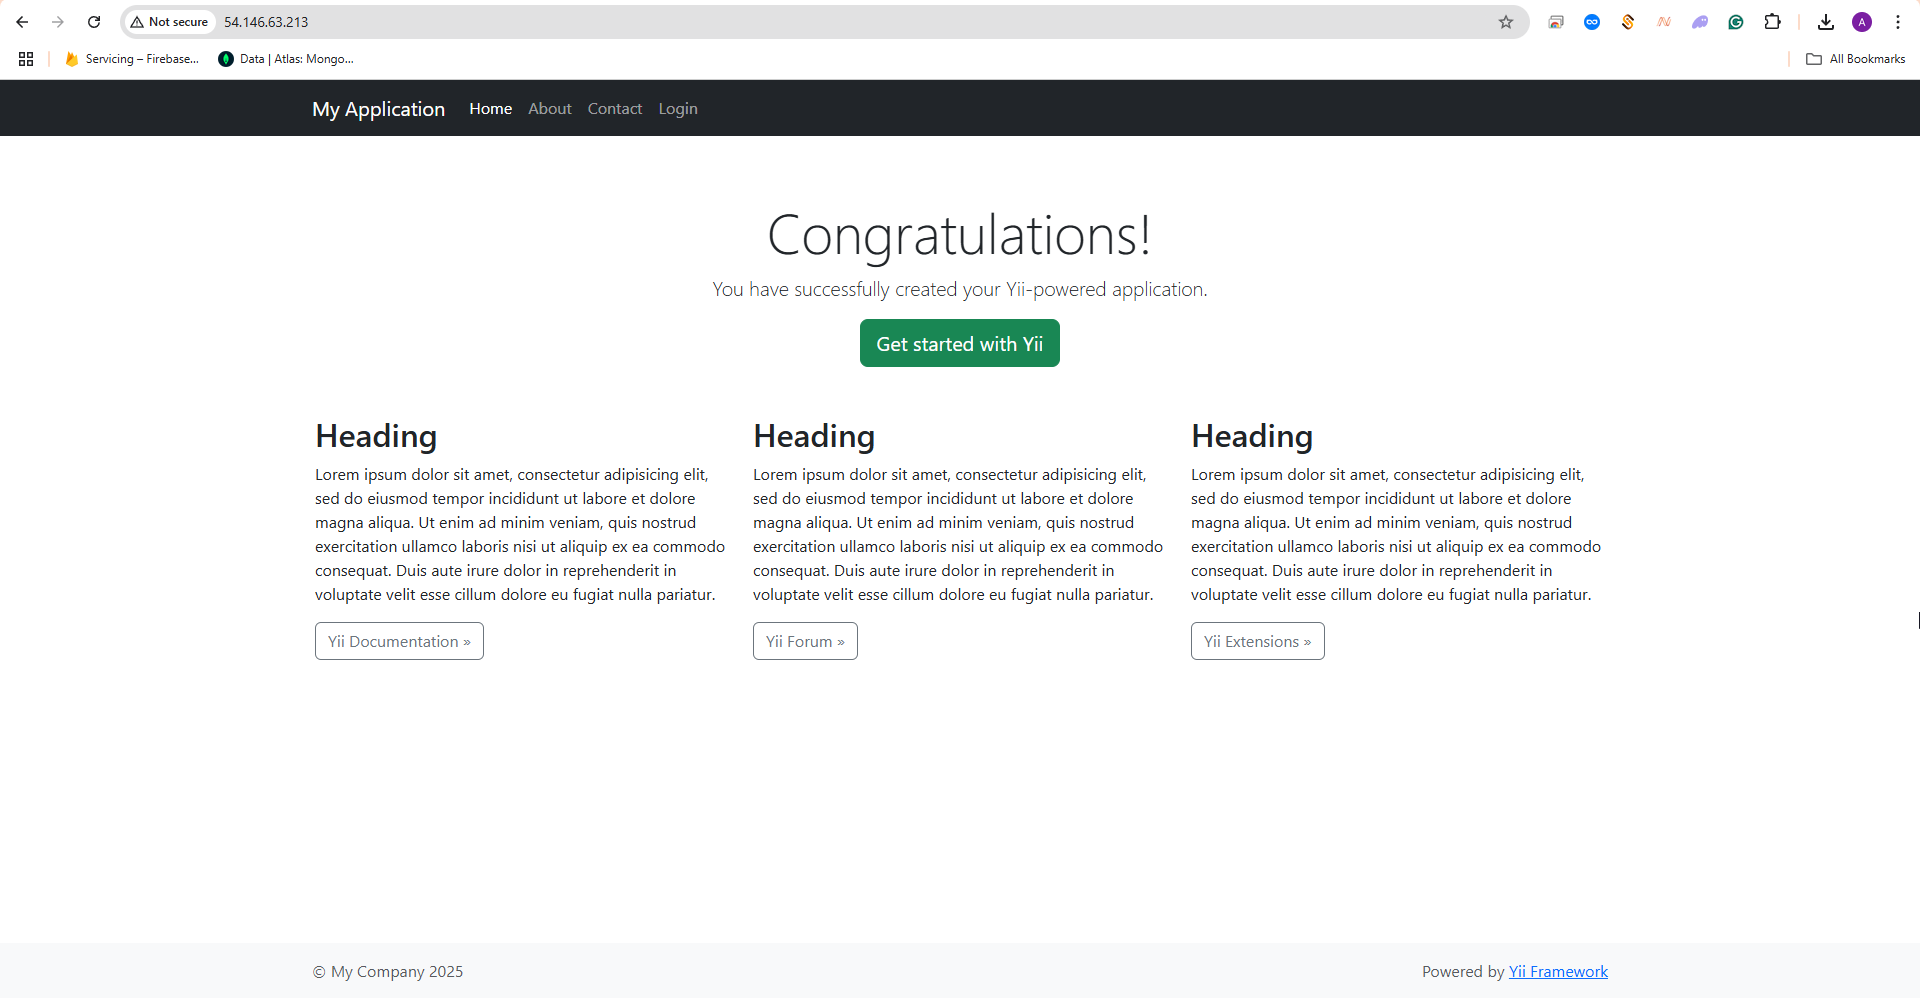 Not secure 54.146.63.213
A
Servicing – Firebase... Data | Atlas: Mongo... All Bookmarks
My Application Home About Contact Login
Congratulations!
You have successfully created your Yii-powered application.
Get started with Yii
Heading
Lorem ipsum dolor sit amet, consectetur adipisicing elit,
sed do eiusmod tempor incididunt ut labore et dolore
magna aliqua. Ut enim ad minim veniam, quis nostrud
exercitation ullamco laboris nisi ut aliquip ex ea commodo
consequat. Duis aute irure dolor in reprehenderit in
voluptate velit esse cillum dolore eu fugiat nulla pariatur.
Yii Documentation »
Heading
Lorem ipsum dolor sit amet, consectetur adipisicing elit,
sed do eiusmod tempor incididunt ut labore et dolore
magna aliqua. Ut enim ad minim veniam, quis nostrud
exercitation ullamco laboris nisi ut aliquip ex ea commodo
consequat. Duis aute irure dolor in reprehenderit in
voluptate velit esse cillum dolore eu fugiat nulla pariatur.
Yii Forum »
Heading
Lorem ipsum dolor sit amet, consectetur adipisicing elit,
sed do eiusmod tempor incididunt ut labore et dolore
magna aliqua. Ut enim ad minim veniam, quis nostrud
exercitation ullamco laboris nisi ut aliquip ex ea commodo
consequat. Duis aute irure dolor in reprehenderit in
voluptate velit esse cillum dolore eu fugiat nulla pariatur.
Yii Extensions »
© My Company 2025
Powered by Yii Framework